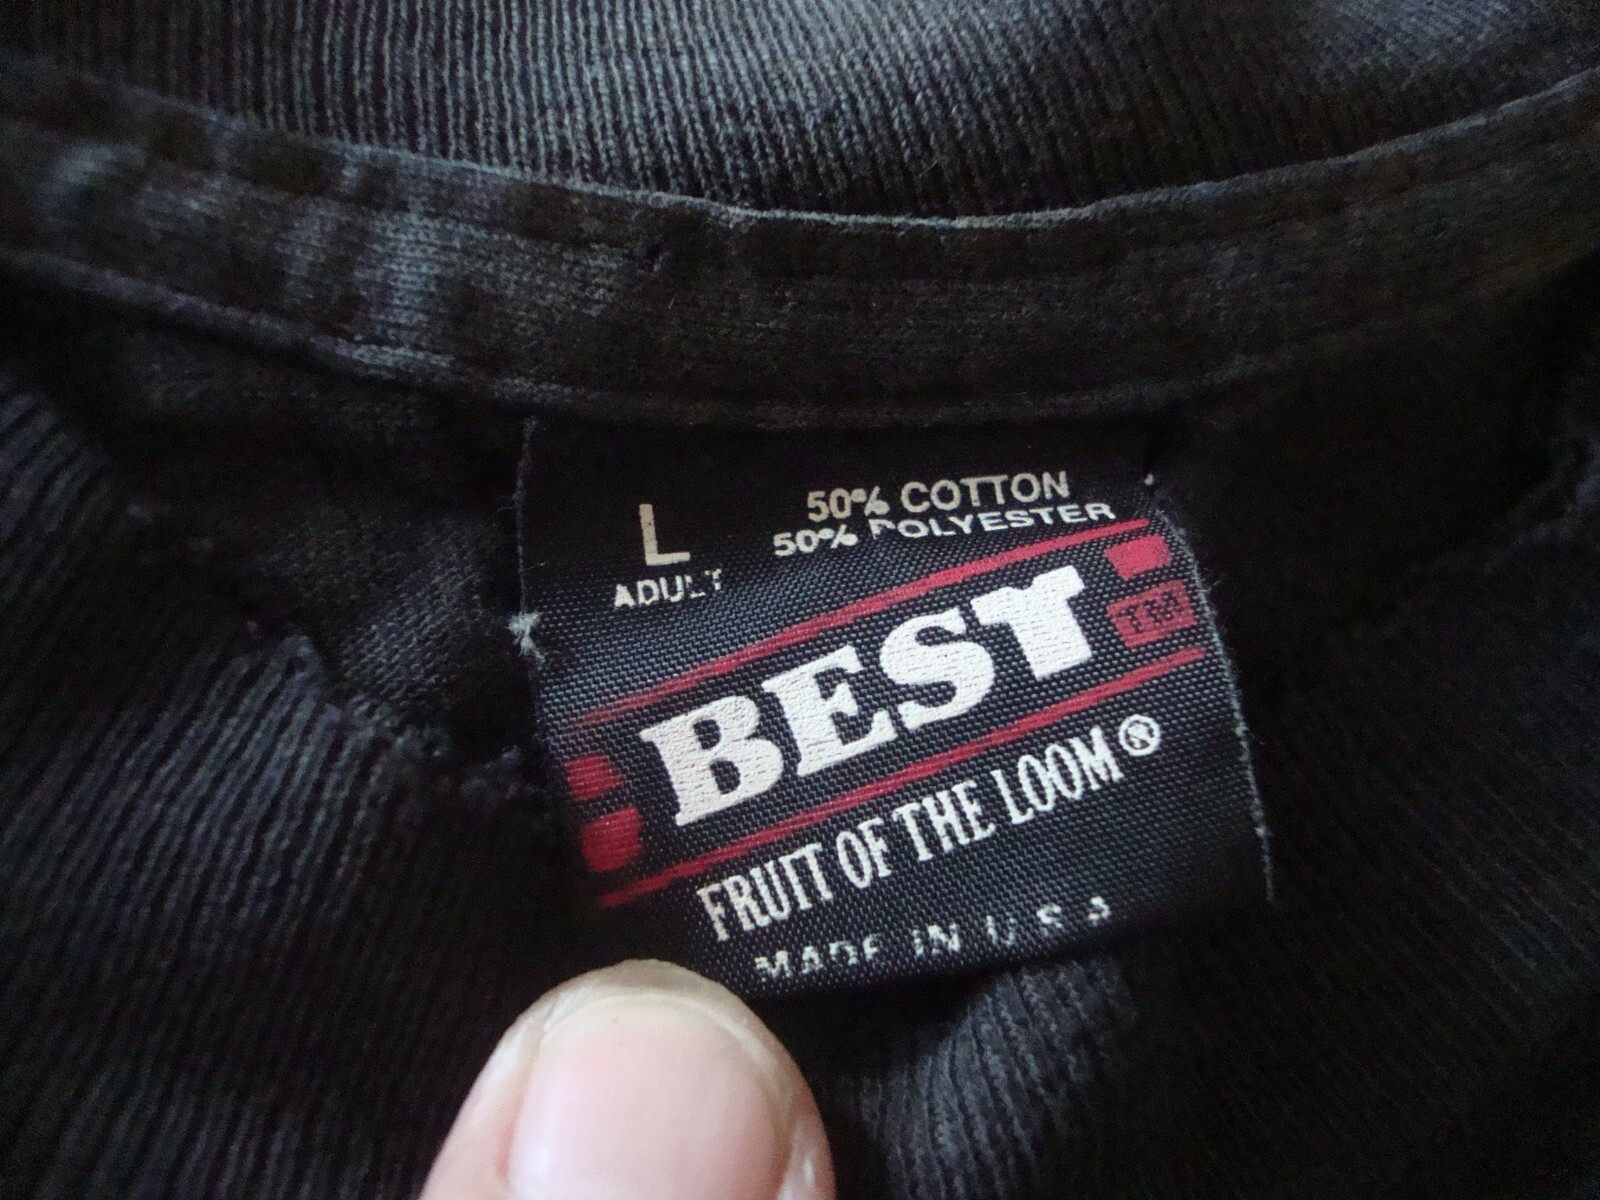 L
ADULT
50% COTTON
50% POLYESTER
BEST
TM
FRUIT OF THE LOOM®
MADE IN U.S.A.